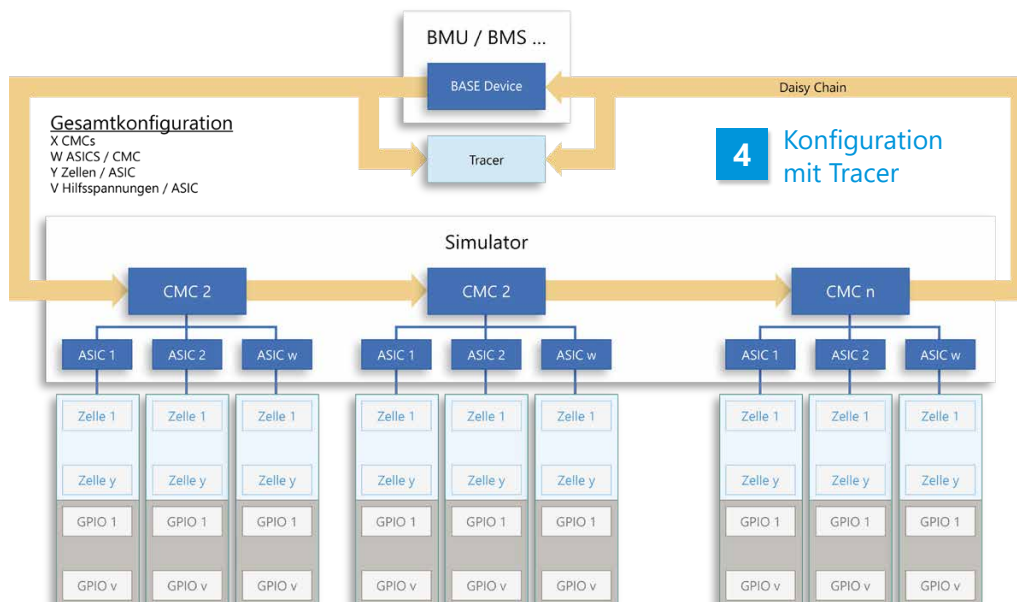 BMU / BMS ...
BASE Device
Daisy Chain
Gesamtkonfiguration
X CMCs
W ASICS / CMC
Y Zellen / ASIC
V Hilfsspannungen / ASIC
Tracer
4
Konfiguration
mit Tracer
Simulator
CMC 2
CMC 2
CMC n
ASIC 1 ASIC 2 ASIC w
ASIC 1 ASIC 2 ASIC w
ASIC 1 ASIC 2 ASIC w
Zelle 1 Zelle 1 Zelle 1
Zelle 1 Zelle 1 Zelle 1
Zelle 1 Zelle 1 Zelle 1
Zelle y Zelle y Zelle y
Zelle y Zelle y Zelle y
Zelle y Zelle y Zelle y
GPIO 1 GPIO 1 GPIO 1
GPIO 1 GPIO 1 GPIO 1
GPIO 1 GPIO 1 GPIO 1
GPIO v GPIO v GPIO v
GPIO v GPIO v GPIO v
GPIO v GPIO v GPIO v